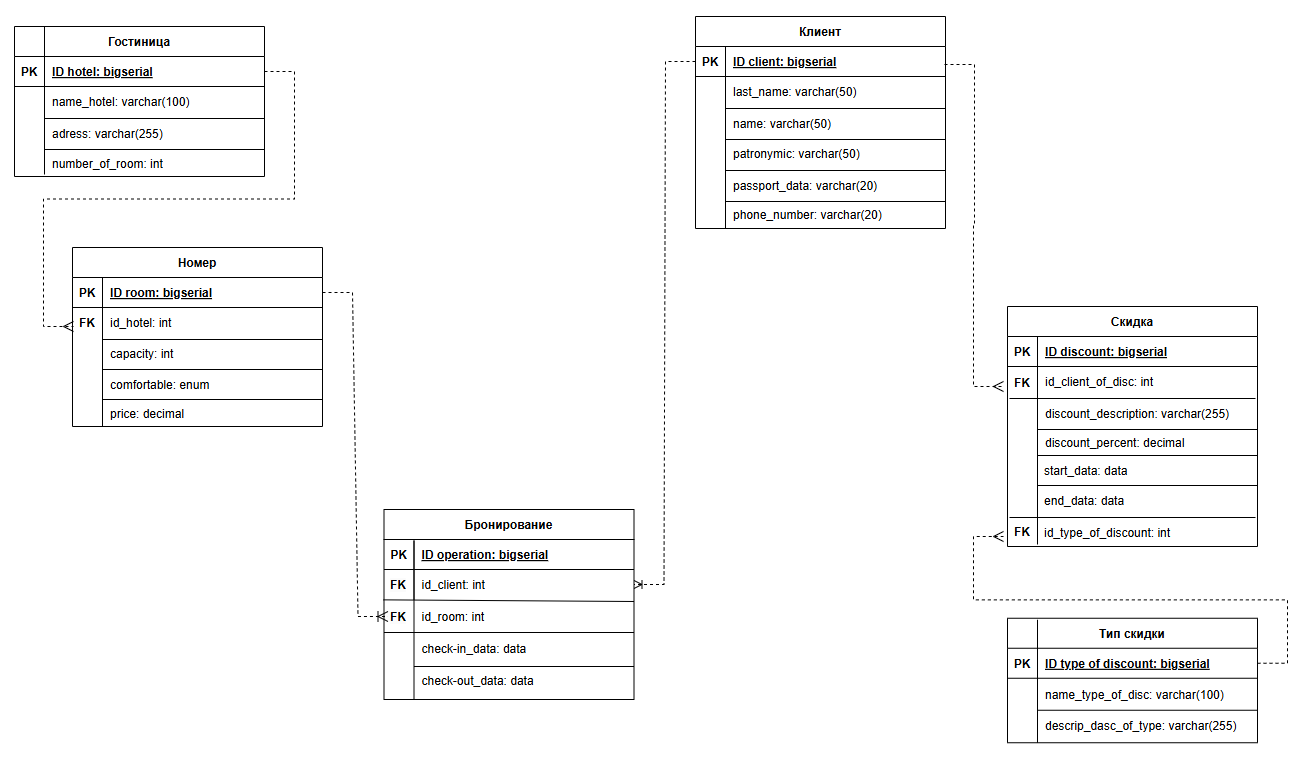 Гостиница
PK ID hotel: bigserial
name_hotel: varchar(100)
adress: varchar(255)
number_of_room: int
Клиент
PK ID client: bigserial
last_name: varchar(50)
name: varchar(50)
patronymic: varchar(50)
passport_data: varchar(20)
phone_number: varchar(20)
Номер
PK ID room: bigserial
FK id_hotel: int
capacity: int
comfortable: enum
price: decimal
Скидка
PK ID discount: bigserial
FK id_client_of_disc: int
discount_description: varchar(255)
discount_percent: decimal
start_data: data
end_data: data
FK id_type_of_discount: int
Бронирование
PK ID operation: bigserial
FK id_client: int
FK id_room: int
check-in_data: data
check-out_data: data
Тип скидки
PK ID type of discount: bigserial
name_type_of_disc: varchar(100)
descrip_dasc_of_type: varchar(255)